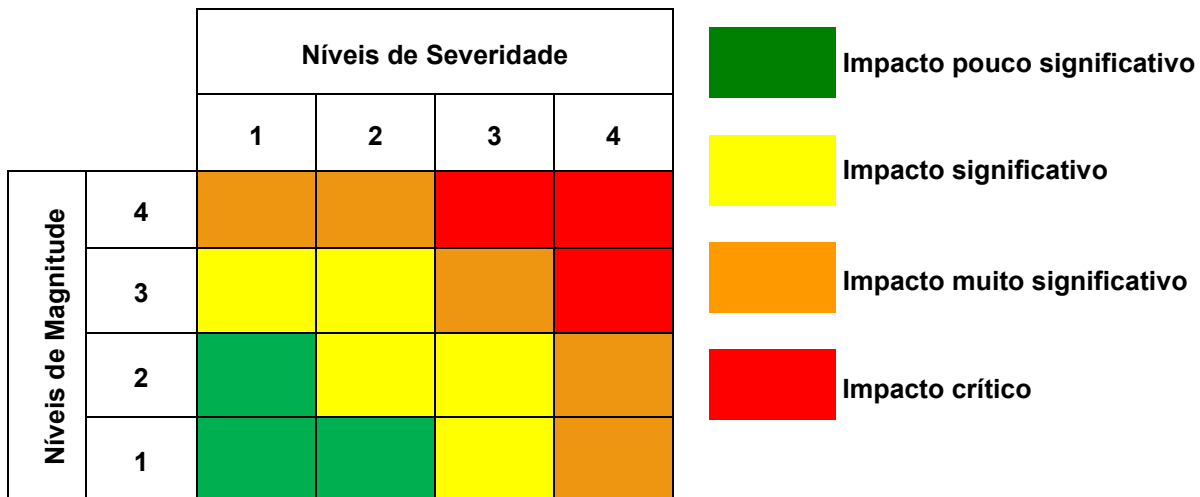 Níveis de Severidade
1 2 3 4
Níveis de Magnitude
4
3
2
1
Impacto pouco significativo
Impacto significativo
Impacto muito significativo
Impacto crítico